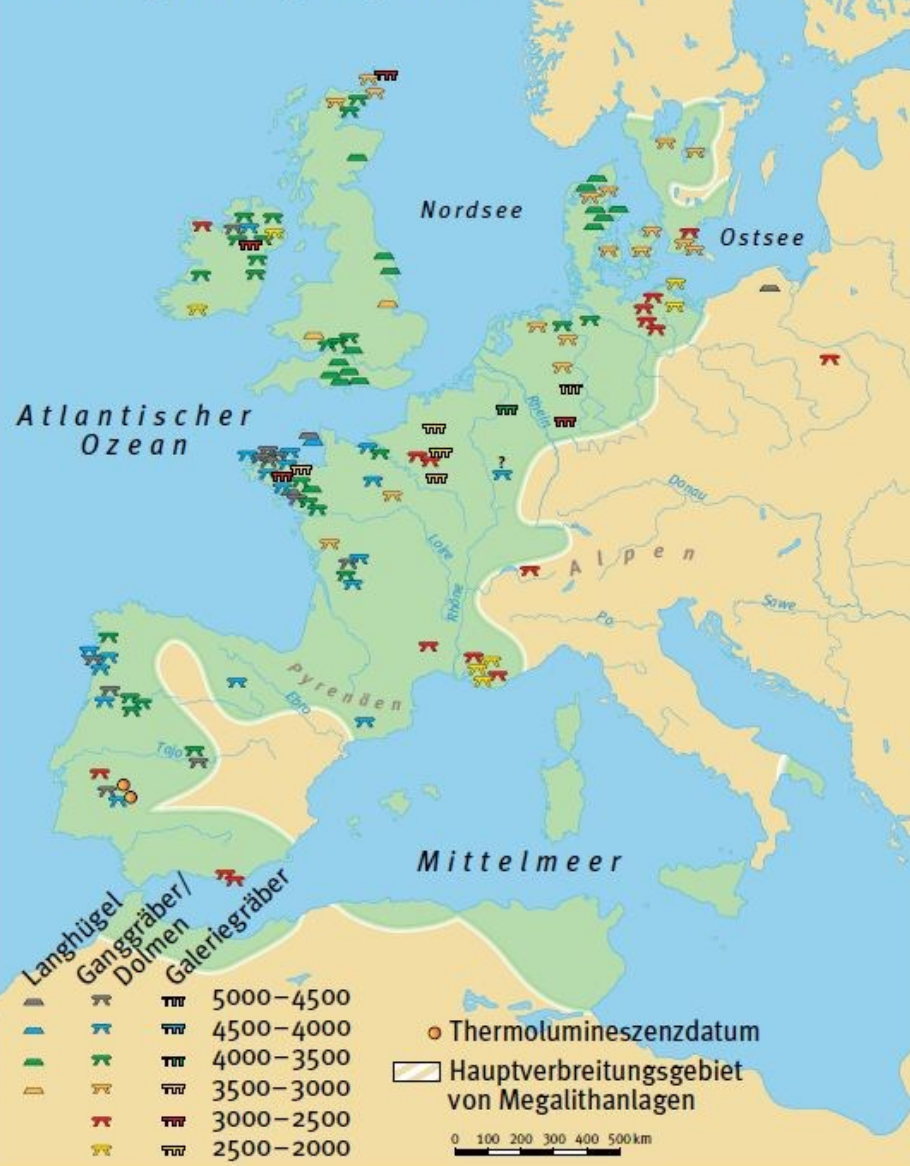 Nordsee
Ostsee
Atlantischer
Ozean
Rhein
?
Donau
Loire
Alpen
Rhône
Po
Sawe
Pyrenäen
Ebro
Tajo
Mittelmeer
Langhügel
Ganggräber/
Dolmen
Galeriegräber
5000–4500
4500–4000
4000–3500
3500–3000
3000–2500
2500–2000
Thermolumineszenzdatum
Hauptverbreitungsgebiet
von Megalithanlagen
0 100 200 300 400 500 km